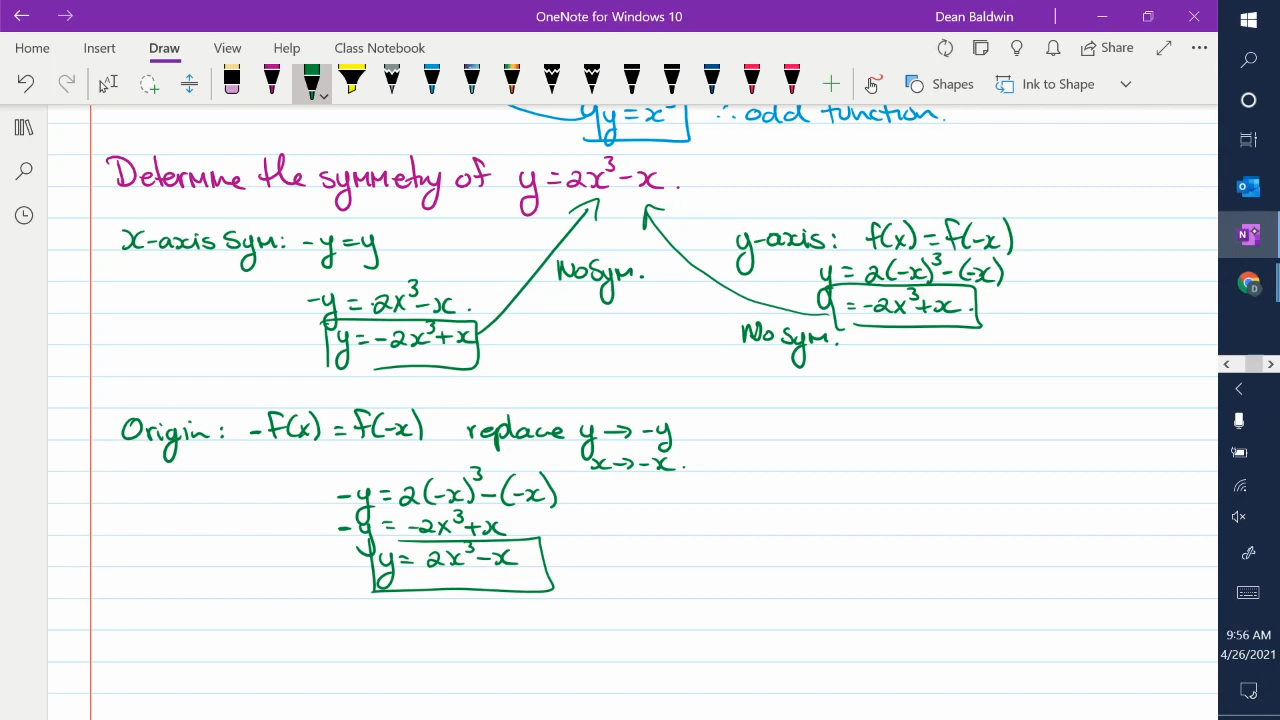 OneNote for Windows 10
Dean Baldwin
Home Insert Draw View Help Class Notebook
Share
Shapes
Ink to Shape
y = x
∴ odd function.
Determine the symmetry of y = 2x³ - x.
x-axis sym: -y = y
No sym.
-y = 2x³ - x.
y = -2x³ + x
y-axis: f(x) = f(-x)
y = 2(-x)³ - (-x)
= -2x³ + x.
No sym.
Origin: -f(x) = f(-x) replace y → -y
x → -x.
-y = 2(-x)³ - (-x)
-y = -2x³ + x
y = 2x³ - x
N
9:56 AM
4/26/2021